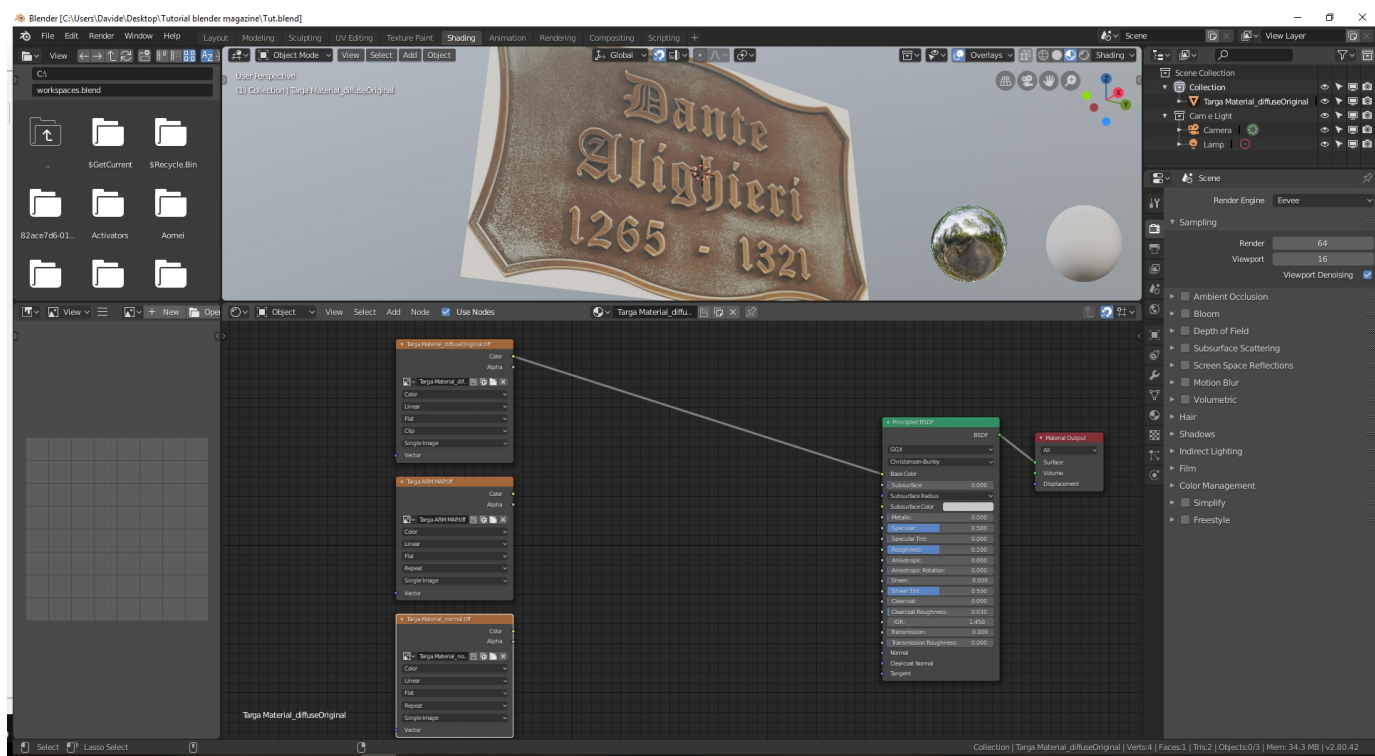 Blender [C:\Users\Davide\Desktop\Tutorial blender magazine\Tut.blend]
File Edit Render Window Help Layout Modeling Sculpting UV Editing Texture Paint Shading Animation Rendering Compositing Scripting + Scene View Layer
View Object Mode View Select Add Object Global Overlays Shading
C:\
workspaces.blend
..
$GetCurrent
$Recycle.Bin
82ace7d6-01..
Activators
Aomei
User Perspective
(1) Collection | Targa Material_diffuseOriginal
Dante
Alighieri
1265 - 1321
X
Y
Z
Scene Collection
Collection
Targa Material_diffuseOriginal
Cam e Light
Camera
Lamp
Scene
Render Engine Eevee
Sampling
Render 64
Viewport 16
Viewport Denoising
Ambient Occlusion
Bloom
Depth of Field
Subsurface Scattering
Screen Space Reflections
Motion Blur
Volumetric
Hair
Shadows
Indirect Lighting
Film
Color Management
Simplify
Freestyle
View + New Open
Object View Select Add Node Use Nodes Targa Material_diffu..
Targa Material_diffuseOriginal.tiff
Color
Alpha
Targa Material_dif..
Color
Linear
Flat
Clip
Single Image
Vector
Targa ARM MAP.tiff
Color
Alpha
Targa ARM MAP.tiff
Color
Linear
Flat
Repeat
Single Image
Vector
Targa Material_normal.tiff
Color
Alpha
Targa Material_no..
Color
Linear
Flat
Repeat
Single Image
Vector
Principled BSDF
BSDF
GGX
Christensen-Burley
Base Color
Subsurface: 0.000
Subsurface Radius
Subsurface Color
Metallic: 0.000
Specular: 0.500
Specular Tint: 0.000
Roughness: 0.500
Anisotropic: 0.000
Anisotropic Rotation: 0.000
Sheen: 0.000
Sheen Tint: 0.500
Clearcoat: 0.000
Clearcoat Roughness: 0.030
IOR: 1.450
Transmission: 0.000
Transmission Roughness: 0.000
Normal
Clearcoat Normal
Tangent
Material Output
All
Surface
Volume
Displacement
Targa Material_diffuseOriginal
Select Lasso Select
Collection | Targa Material_diffuseOriginal | Verts:4 | Faces:1 | Tris:2 | Objects:0/3 | Mem: 34.3 MB | v2.80.42